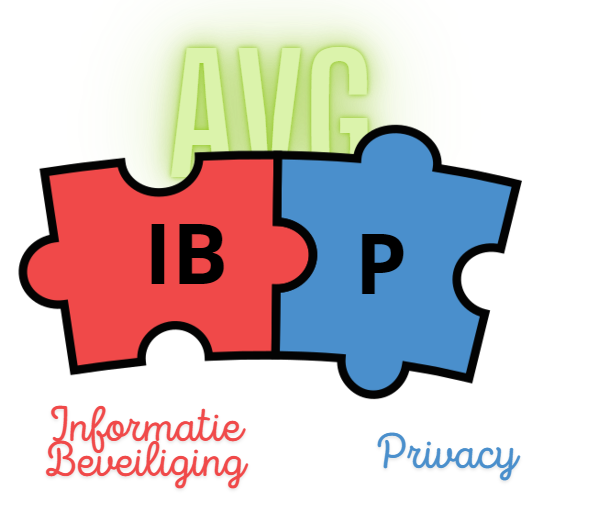 AVG
IB P
Informatie
Beveiliging
Privacy